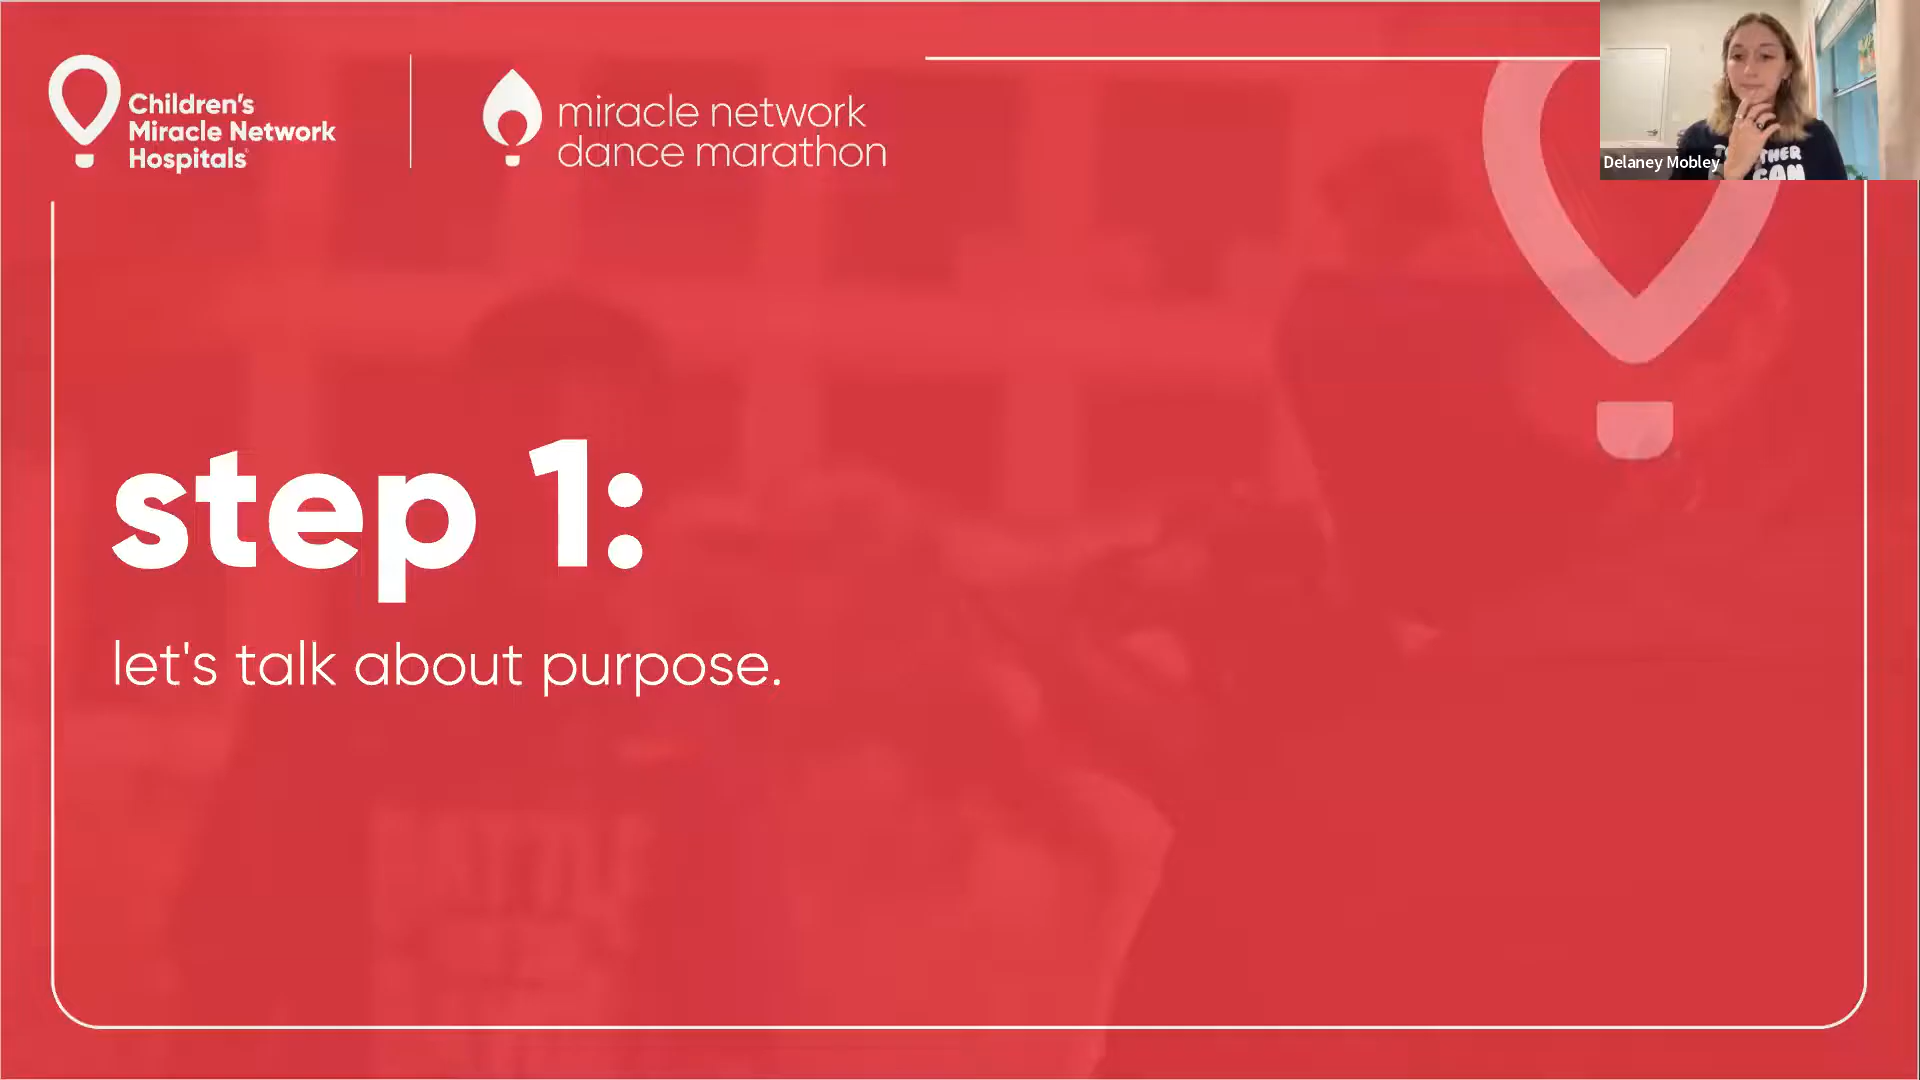 Children's
Miracle Network
Hospitals
miracle network
dance marathon
Delaney Mobley
step 1:
let's talk about purpose.